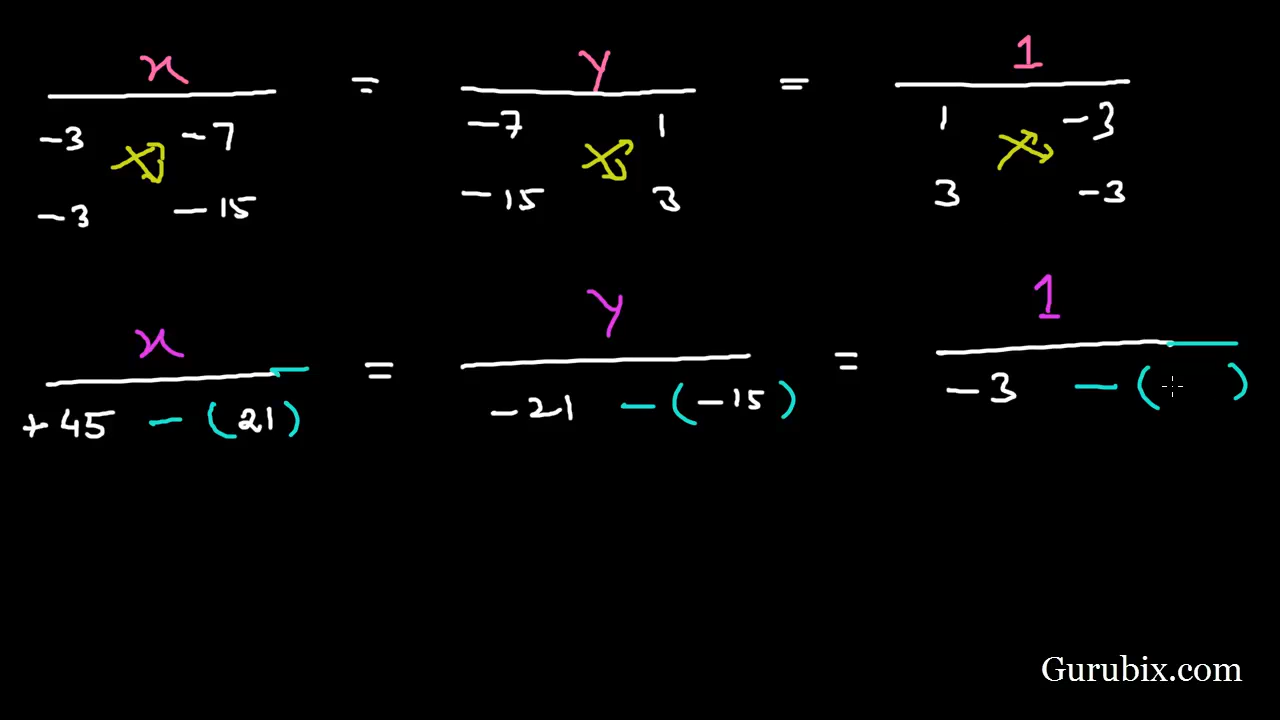 x = y = 1
-3 -7 -7 1 1 -3
-3 -15 -15 3 3 -3
x = y = 1
+45 - (21) -21 - (-15) -3 - ( )
Gurubix.com